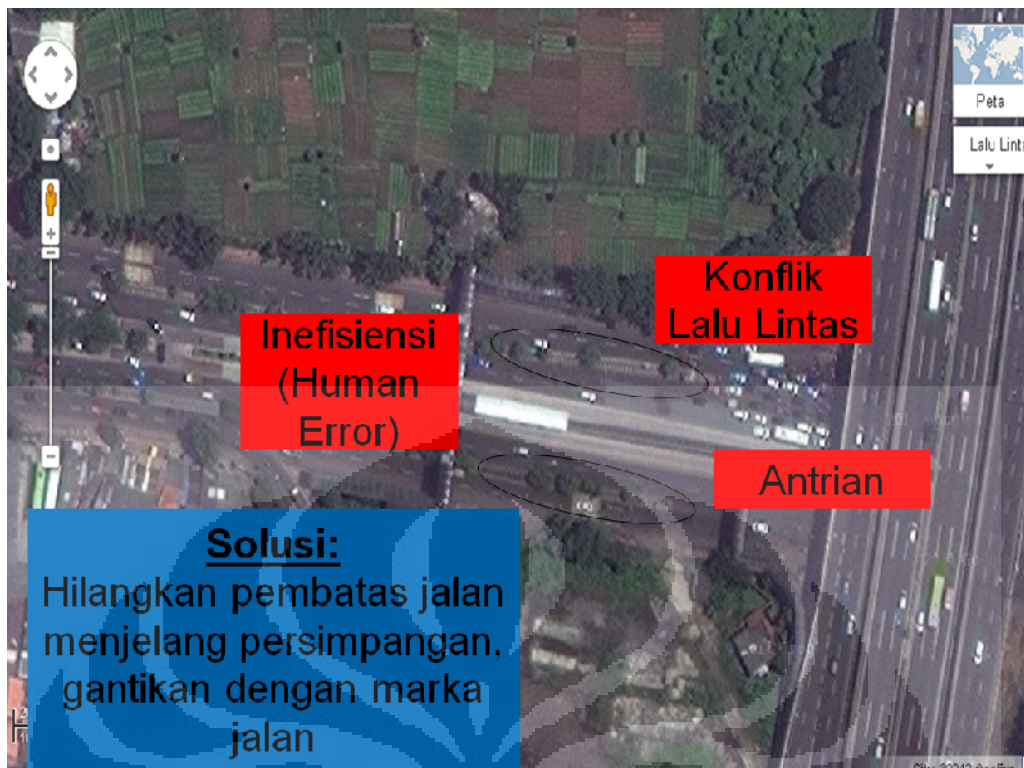 Peta
Lalu Lint
Konflik
Lalu Lintas
Inefisiensi
(Human
Error)
Antrian
Solusi:
Hilangkan pembatas jalan
menjelang persimpangan,
gantikan dengan marka
jalan